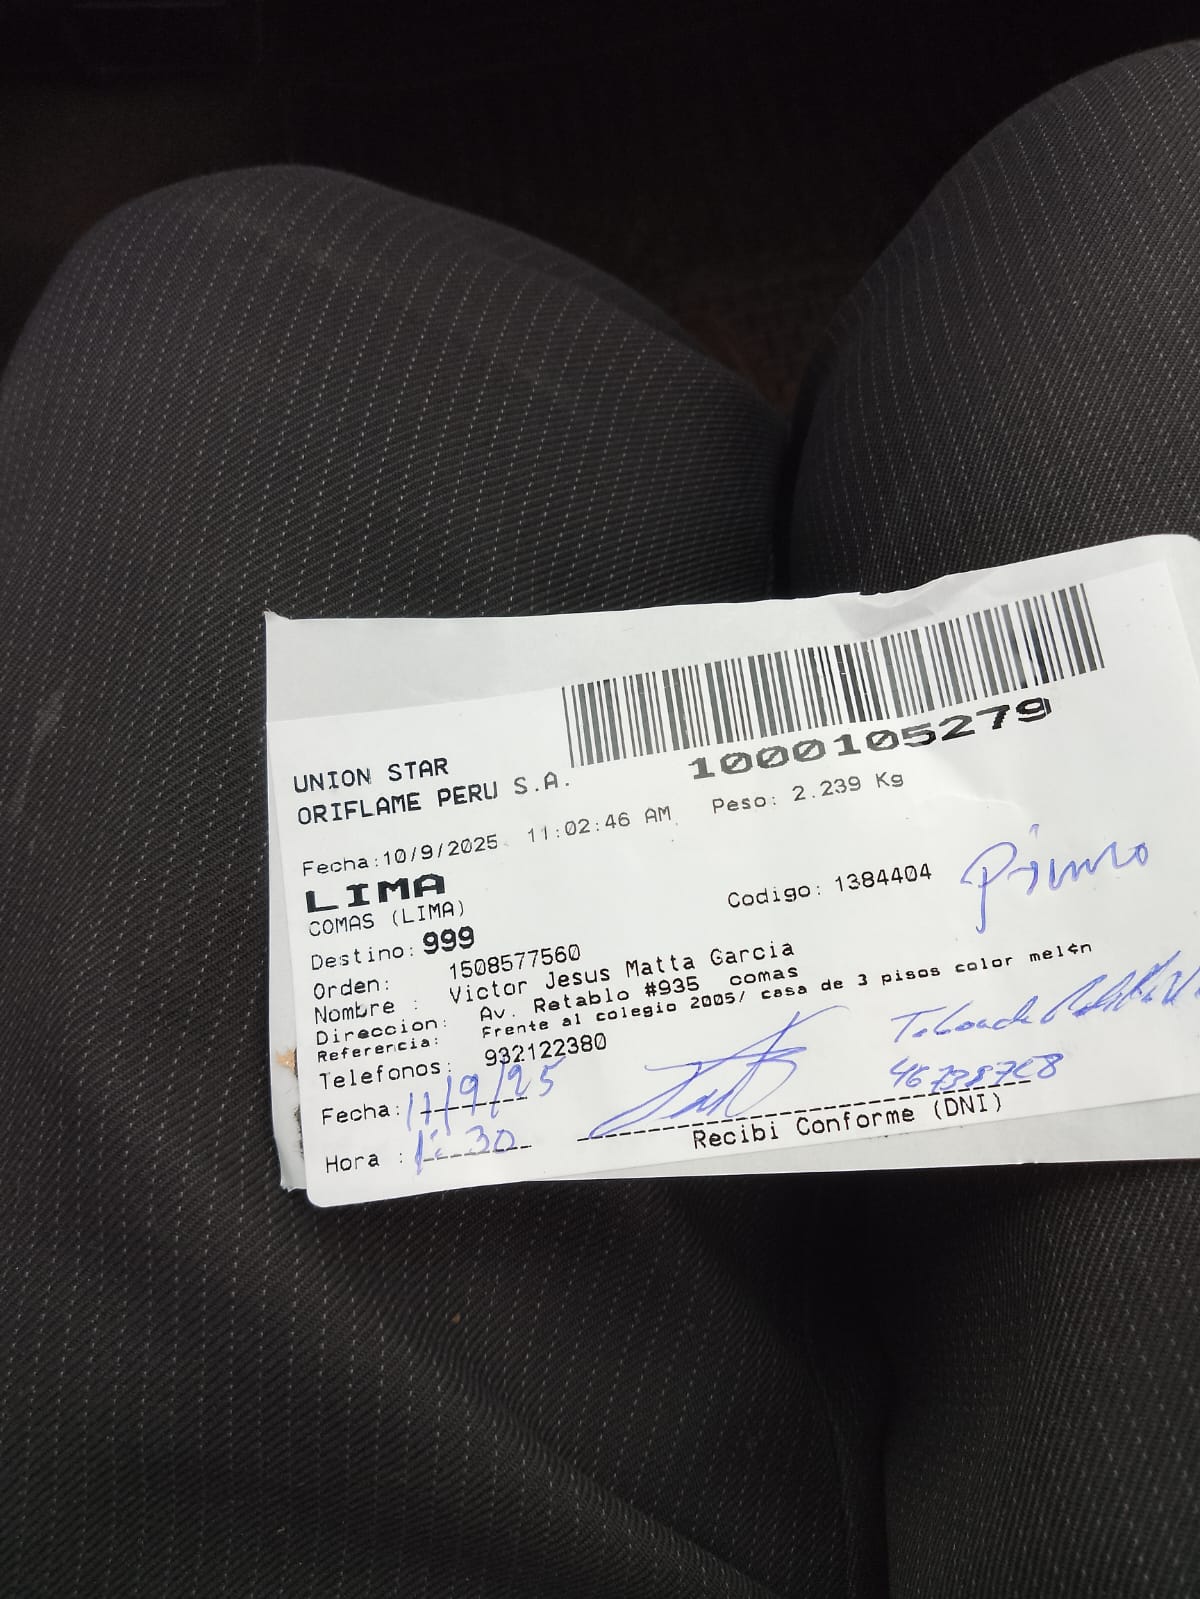 1000105279
UNION STAR
ORIFLAME PERU S.A.
Fecha:10/9/2025 11:02:46 AM Peso: 2.239 Kg
LIMA
COMAS (LIMA)
Codigo: 1384404
Destino: 999
Orden: 1508577560
Nombre : Victor Jesus Matta Garcia
Direccion: Av. Retablo #935 comas
Referencia: Frente al colegio 2005/ casa de 3 pisos color mel¢n
Telefonos: 932122380
Fecha: 11/9/25
Hora : 30
Recibi Conforme (DNI)